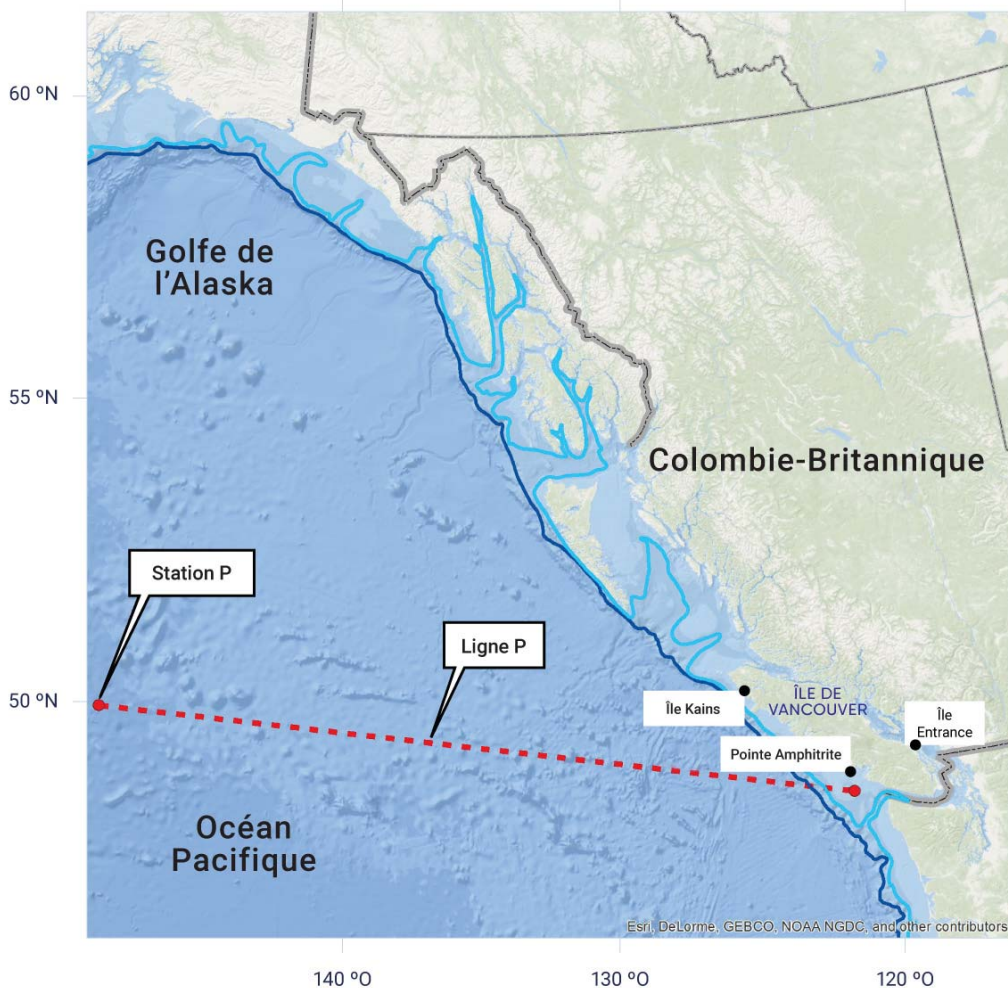 60 ºN
Golfe de
l'Alaska
55 ºN
Colombie-Britannique
Station P
Ligne P
50 ºN
Île Kains
ÎLE DE
VANCOUVER
Île
Entrance
Pointe Amphitrite
Océan
Pacifique
Esri, DeLorme, GEBCO, NOAA NGDC, and other contributors
140 ºO
130 ºO
120 ºO